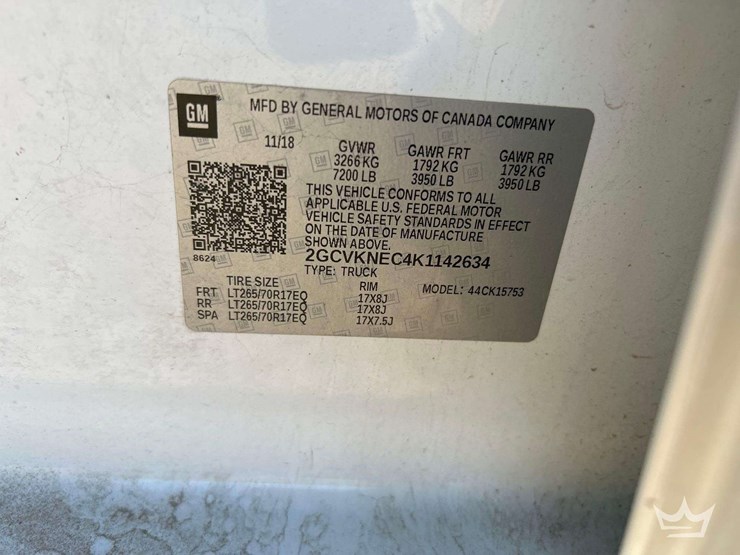 GM MFD BY GENERAL MOTORS OF CANADA COMPANY
11/18 GVWR GAWR FRT GAWR RR
3266 KG 1792 KG 1792 KG
7200 LB 3950 LB 3950 LB
THIS VEHICLE CONFORMS TO ALL
APPLICABLE U.S. FEDERAL MOTOR
VEHICLE SAFETY STANDARDS IN EFFECT
ON THE DATE OF MANUFACTURE
SHOWN ABOVE.
8624 2GCVKNEC4K1142634
TYPE: TRUCK
TIRE SIZE RIM MODEL: 44CK15753
FRT LT265/70R17EQ 17X8J
RR LT265/70R17EQ 17X8J
SPA LT265/70R17EQ 17X7.5J